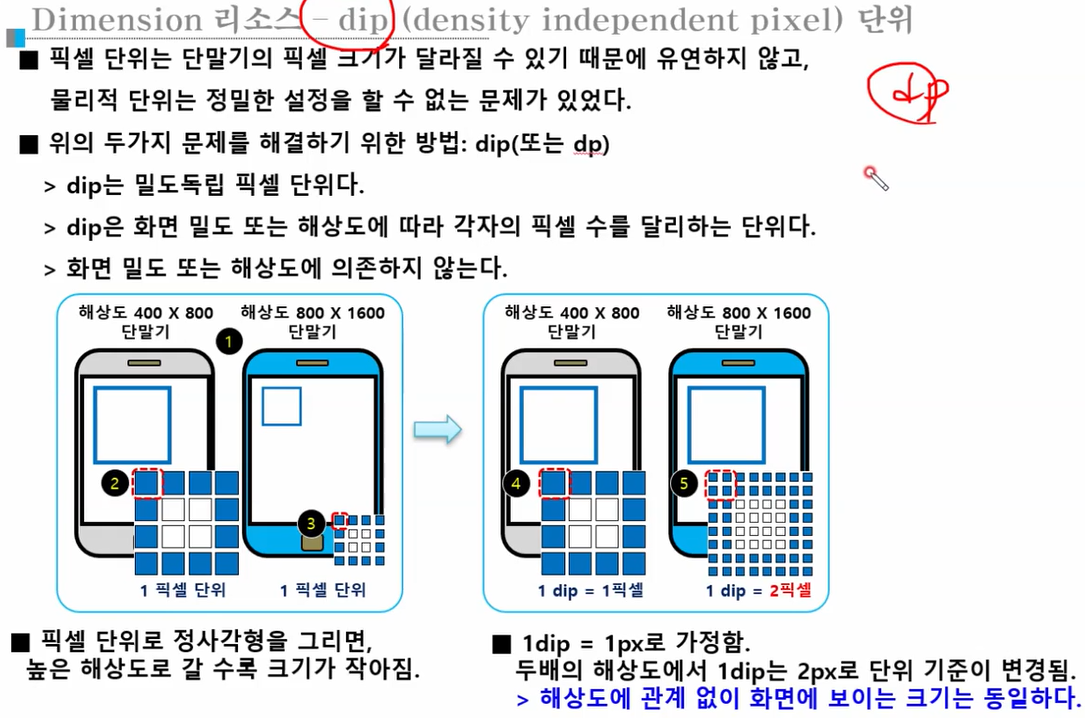 Dimension 리소스 – dip (density independent pixel) 단위
■ 픽셀 단위는 단말기의 픽셀 크기가 달라질 수 있기 때문에 유연하지 않고,
물리적 단위는 정밀한 설정을 할 수 없는 문제가 있었다.
dp
■ 위의 두가지 문제를 해결하기 위한 방법: dip(또는 dp)
> dip는 밀도독립 픽셀 단위다.
> dip은 화면 밀도 또는 해상도에 따라 각자의 픽셀 수를 달리하는 단위다.
> 화면 밀도 또는 해상도에 의존하지 않는다.
해상도 400 X 800
단말기
해상도 800 X 1600
단말기
1
2
3
1 픽셀 단위
1 픽셀 단위
해상도 400 X 800
단말기
해상도 800 X 1600
단말기
4
5
1 dip = 1픽셀
1 dip = 2픽셀
■ 픽셀 단위로 정사각형을 그리면,
높은 해상도로 갈 수록 크기가 작아짐.
■ 1dip = 1px로 가정함.
두배의 해상도에서 1dip는 2px로 단위 기준이 변경됨.
> 해상도에 관계 없이 화면에 보이는 크기는 동일하다.